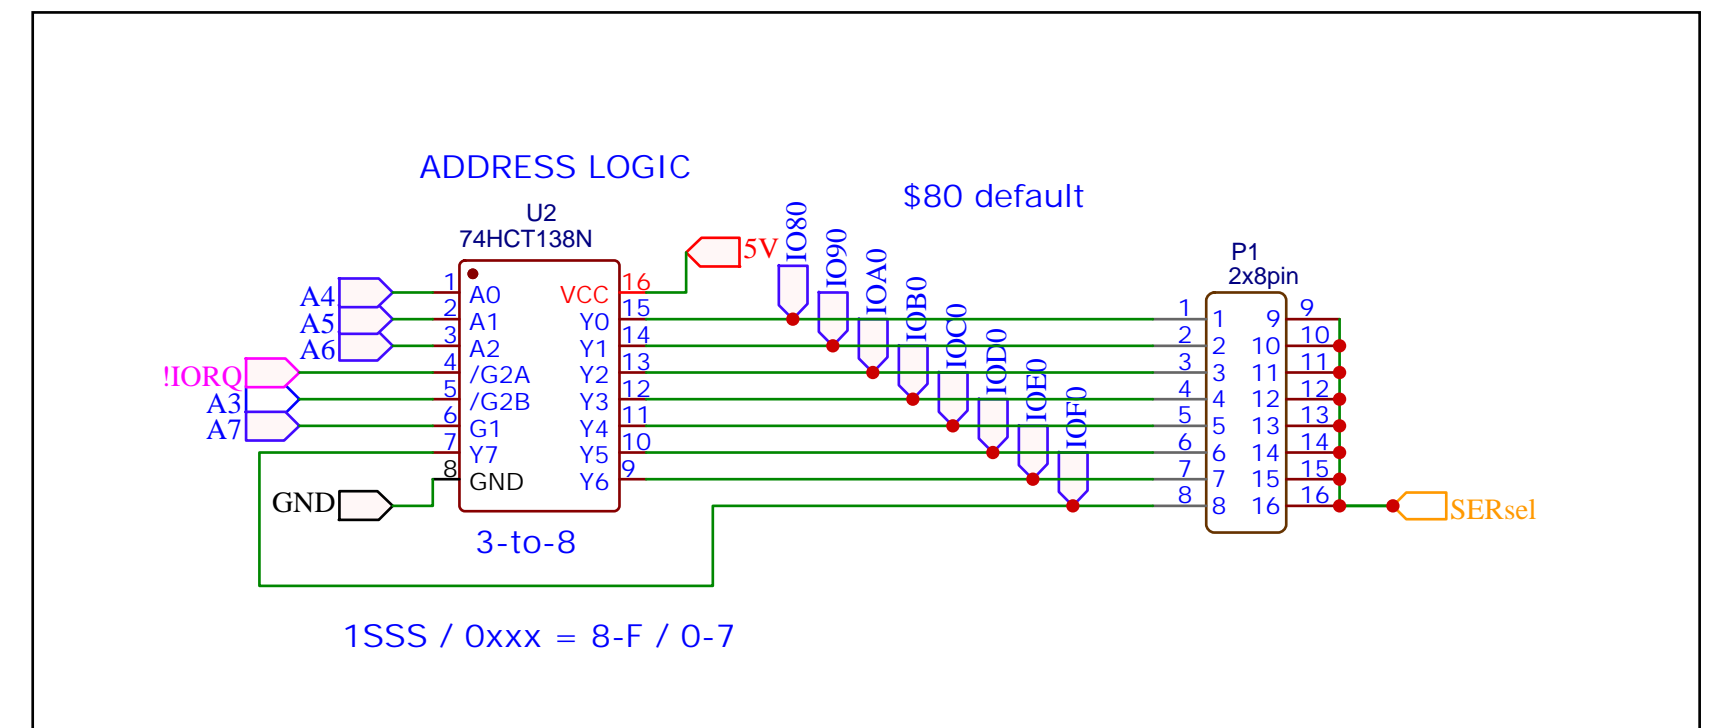 ADDRESS LOGIC
$80 default
U2
74HCT138N
5V
IO80
IO90
IOA0
IOB0
IOC0
IOD0
IOE0
IOF0
P1
2x8pin
A4 1 A0 VCC 16
A5 2 A1 Y0 15
A6 3 A2 Y1 14
!IORQ 4 /G2A Y2 13
A3 5 /G2B Y3 12
A7 6 G1 Y4 11
7 Y7 Y5 10
GND 8 GND Y6 9
1 1 9 9
2 2 10 10
3 3 11 11
4 4 12 12
5 5 13 13
6 6 14 14
7 7 15 15
8 8 16 16
SERsel
3-to-8
1SSS / 0xxx = 8-F / 0-7